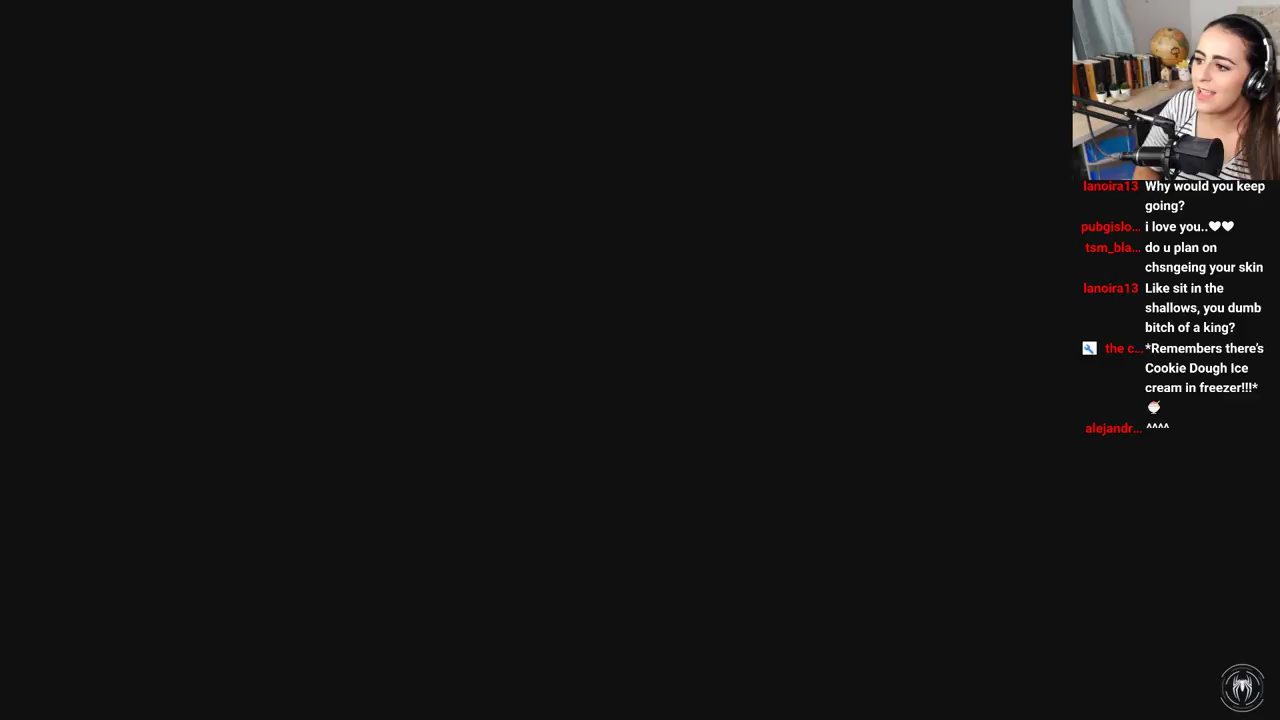 lanoira13 Why would you keep
going?
pubgislo... i love you..🤍🤍
tsm_bla... do u plan on
chsngeing your skin
lanoira13 Like sit in the
shallows, you dumb
bitch of a king?
the c... *Remembers there's
Cookie Dough Ice
cream in freezer!!!*
🍨
alejandr... ^^^^